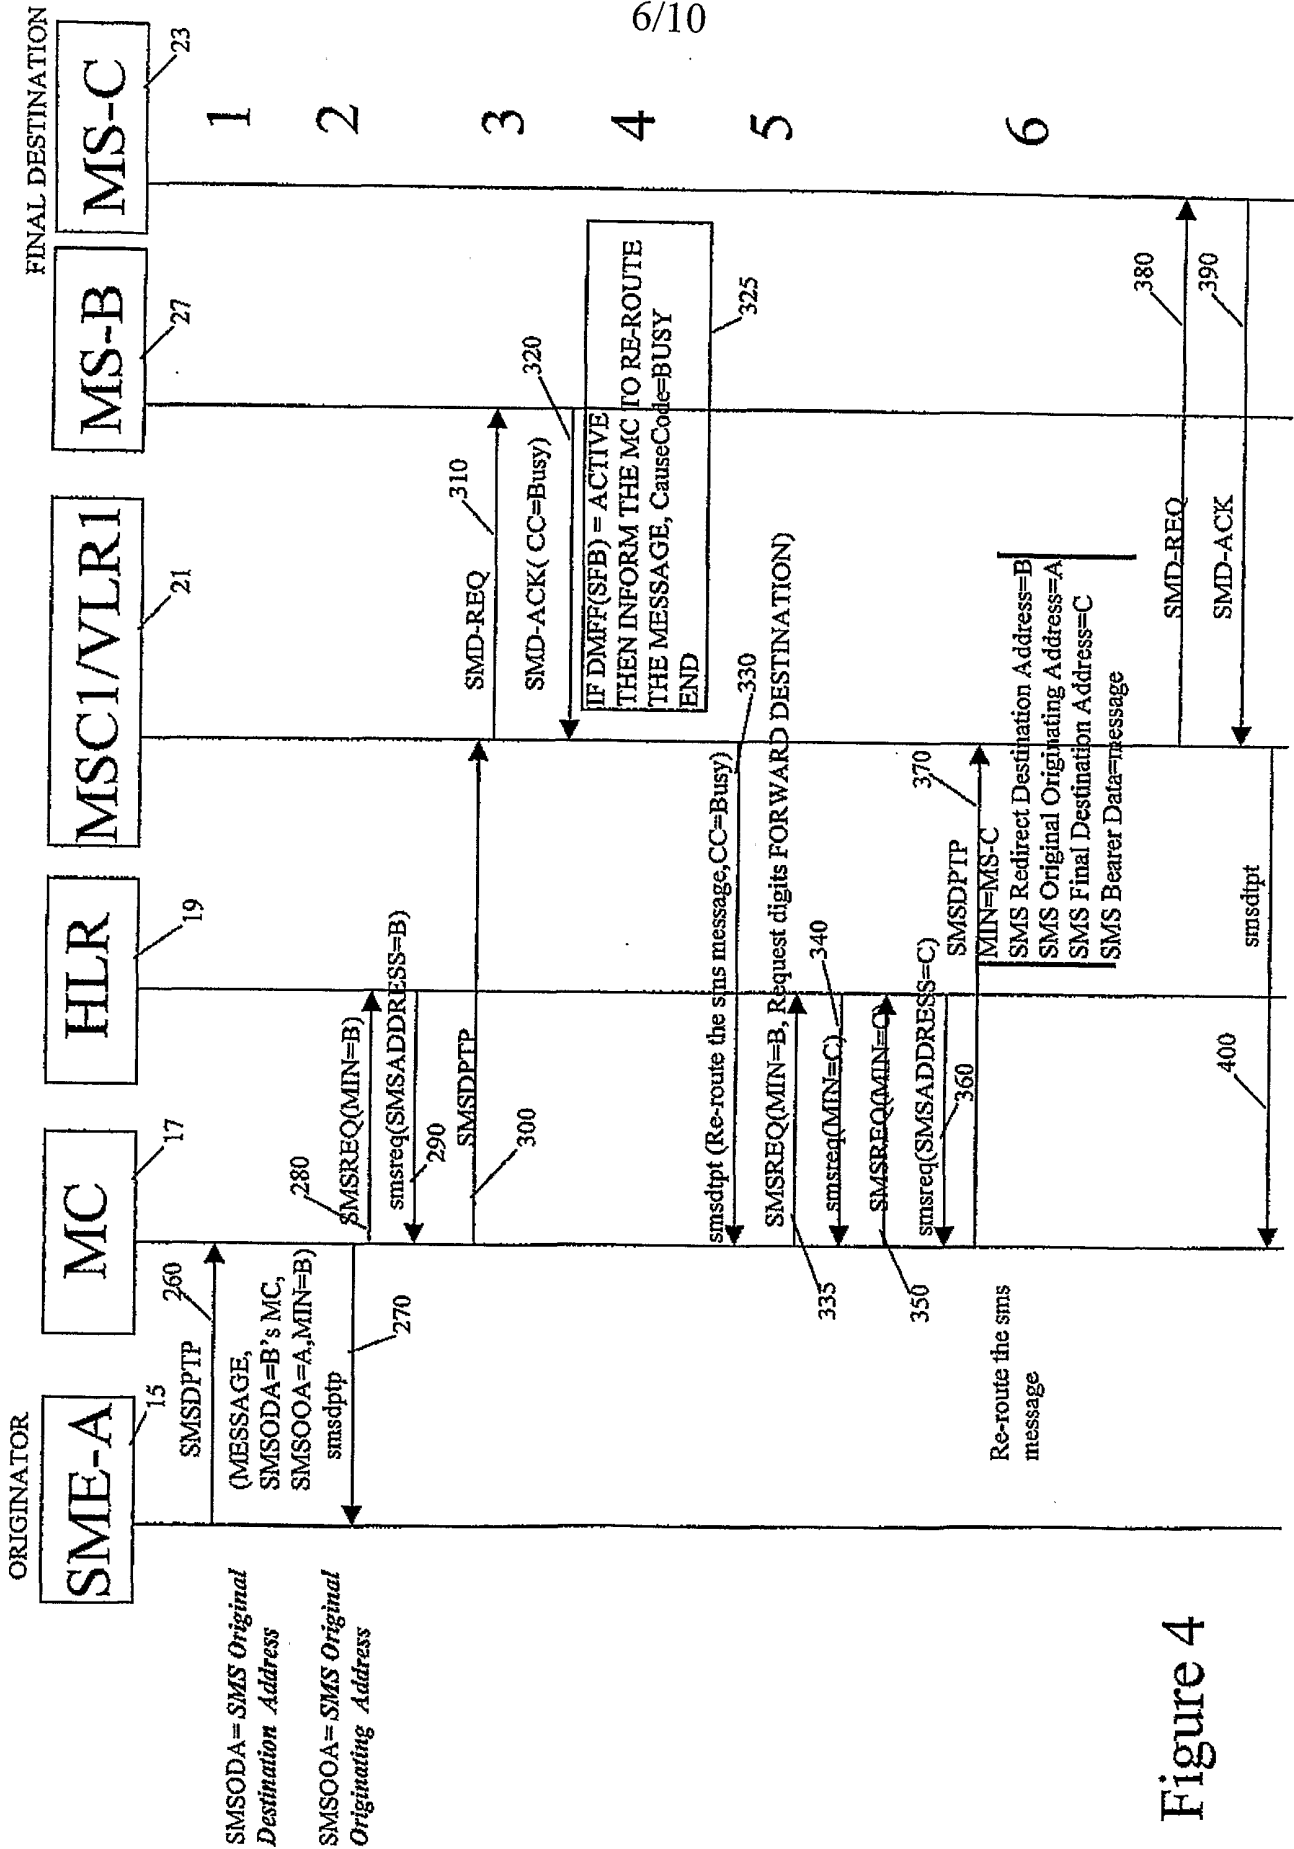 6/10
ORIGINATOR
FINAL DESTINATION
SME-A
MC
HLR
MSC1/VLR1
MS-B
MS-C
15
17
19
21
27
23
SMSODA=SMS Original
Destination Address
SMSOOA=SMS Original
Originating Address
1
SMSDPTP
260
(MESSAGE,
SMSODA=B's MC,
SMSOOA=A,MIN=B)
smsdptp
270
2
280
SMSREQ(MIN=B)
smsreq(SMSADDRESS=B)
290
SMSDPTP
300
3
SMD-REQ
310
SMD-ACK( CC=Busy)
320
4
IF DMFF(SFB) = ACTIVE
THEN INFORM THE MC TO RE-ROUTE
THE MESSAGE, CauseCode=BUSY
END
325
5
smsdtpt (Re-route the sms message,CC=Busy)
330
SMSREQ(MIN=B, Request digits FORWARD DESTINATION)
335
smsreq(MIN=C)
340
SMSREQ(MIN=C)
350
smsreq(SMSADDRESS=C)
360
6
Re-route the sms
message
SMSDPTP
370
MIN=MS-C
SMS Redirect Destination Address=B
SMS Original Originating Address=A
SMS Final Destination Address=C
SMS Bearer Data=message
SMD-REQ
380
SMD-ACK
390
smsdtpt
400
Figure 4